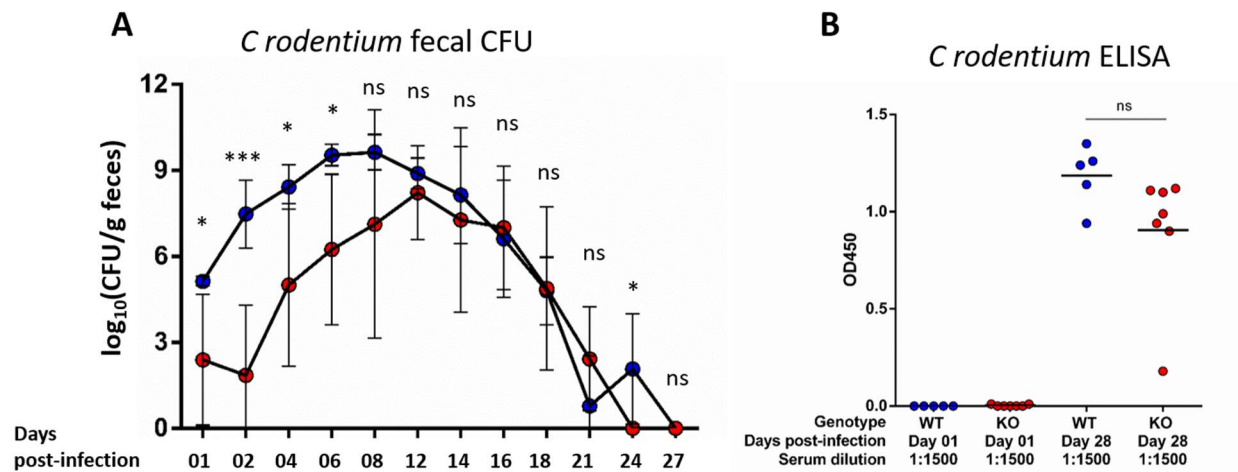 A
C rodentium fecal CFU
log10(CFU/g feces)
12
9
6
3
0
* *** * * ns ns ns ns ns ns * ns
Days
post-infection 01 02 04 06 08 12 14 16 18 21 24 27
B
C rodentium ELISA
OD450
1.5
1.0
0.5
0.0
ns
Genotype WT KO WT KO
Days post-infection Day 01 Day 01 Day 28 Day 28
Serum dilution 1:1500 1:1500 1:1500 1:1500